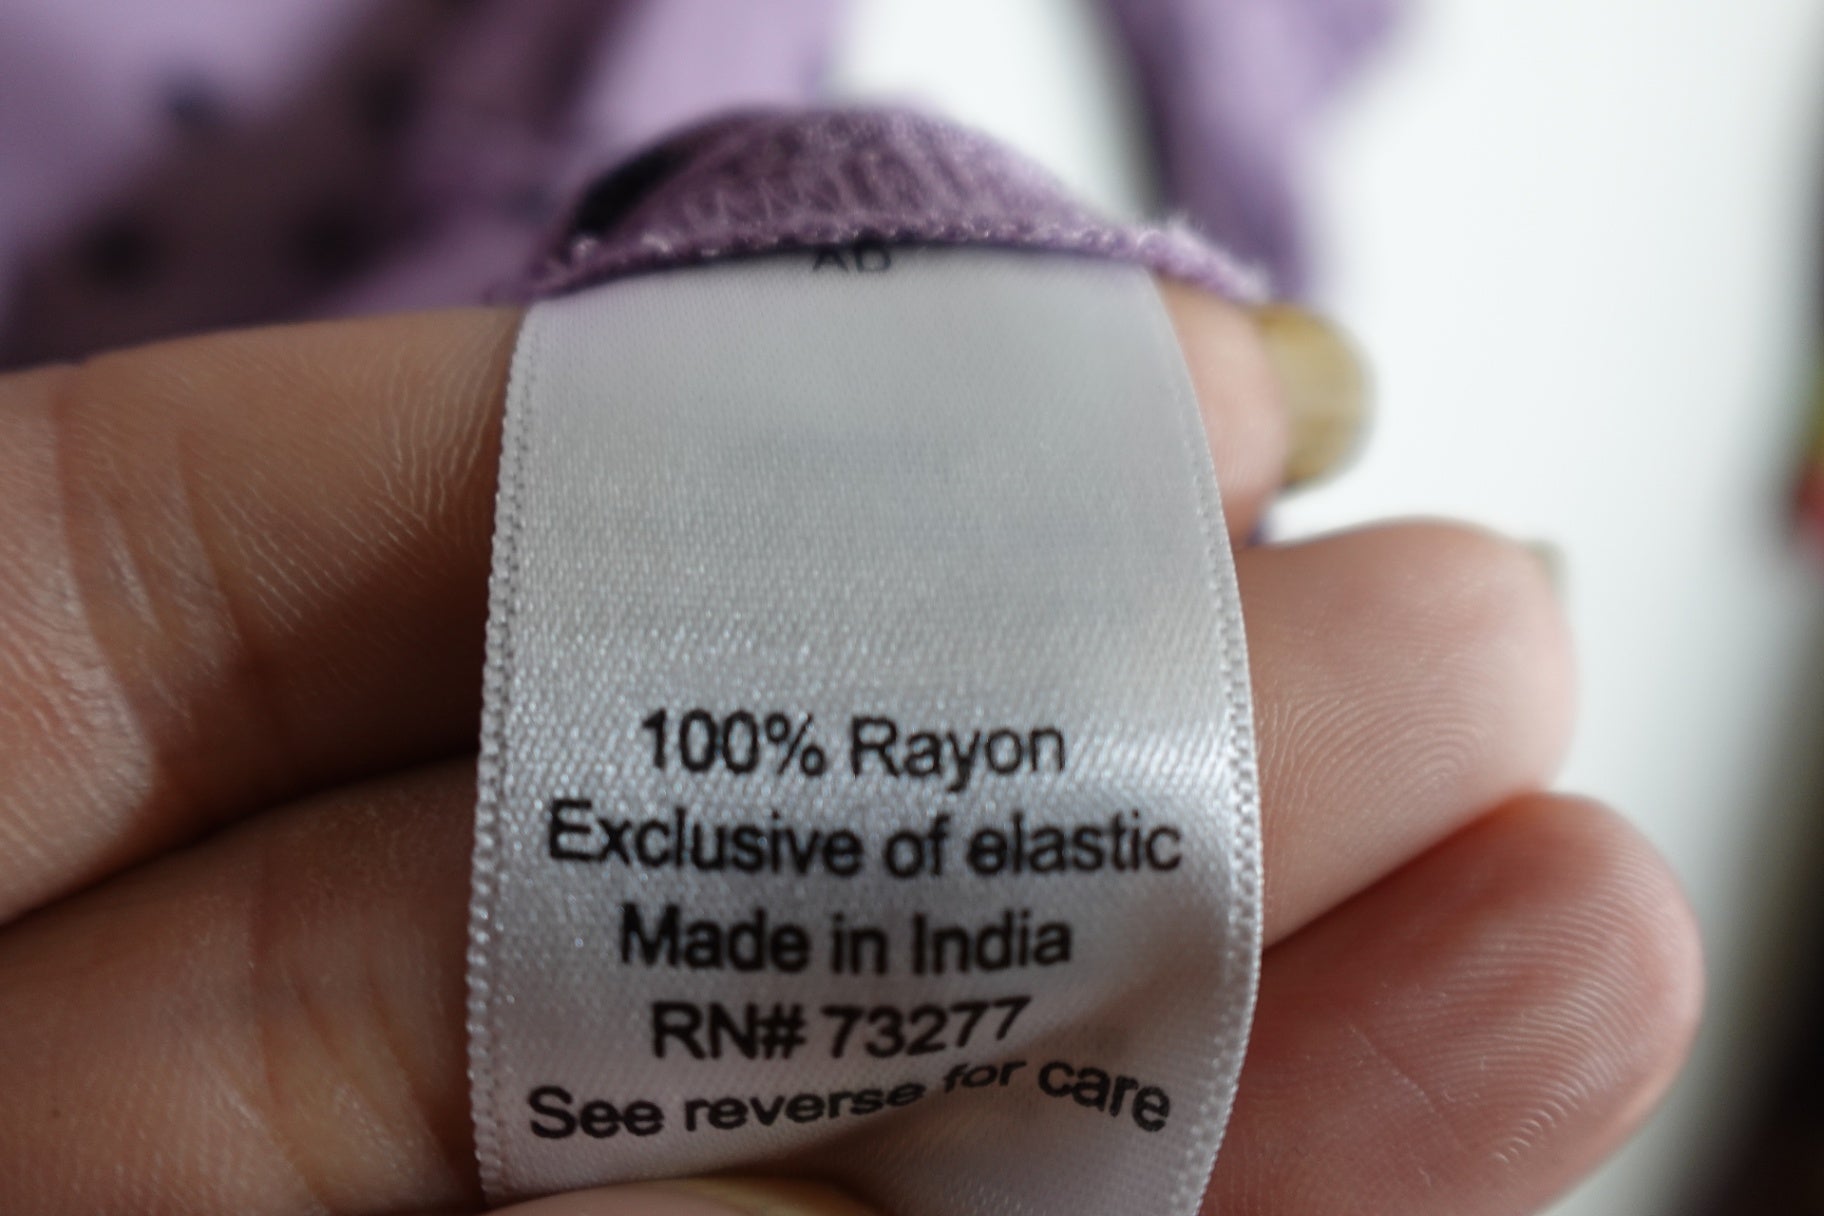 100% Rayon
Exclusive of elastic
Made in India
RN# 73277
See reverse for care